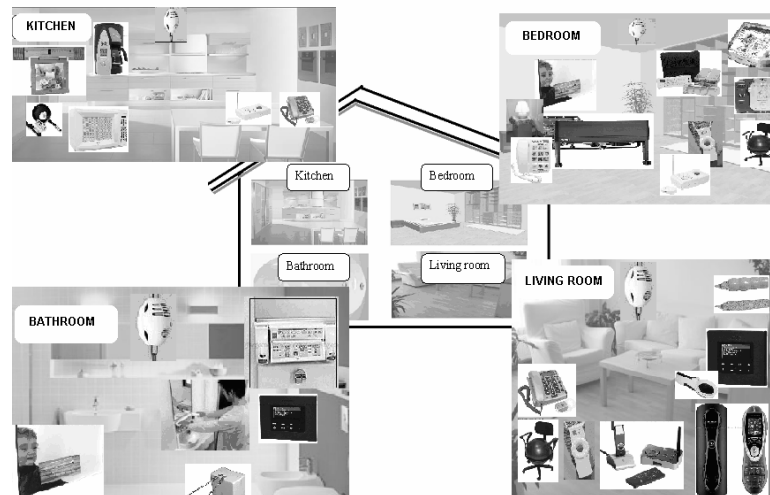 KITCHEN
BEDROOM
Kitchen
Bedroom
Bathroom
Living room
BATHROOM
LIVING ROOM